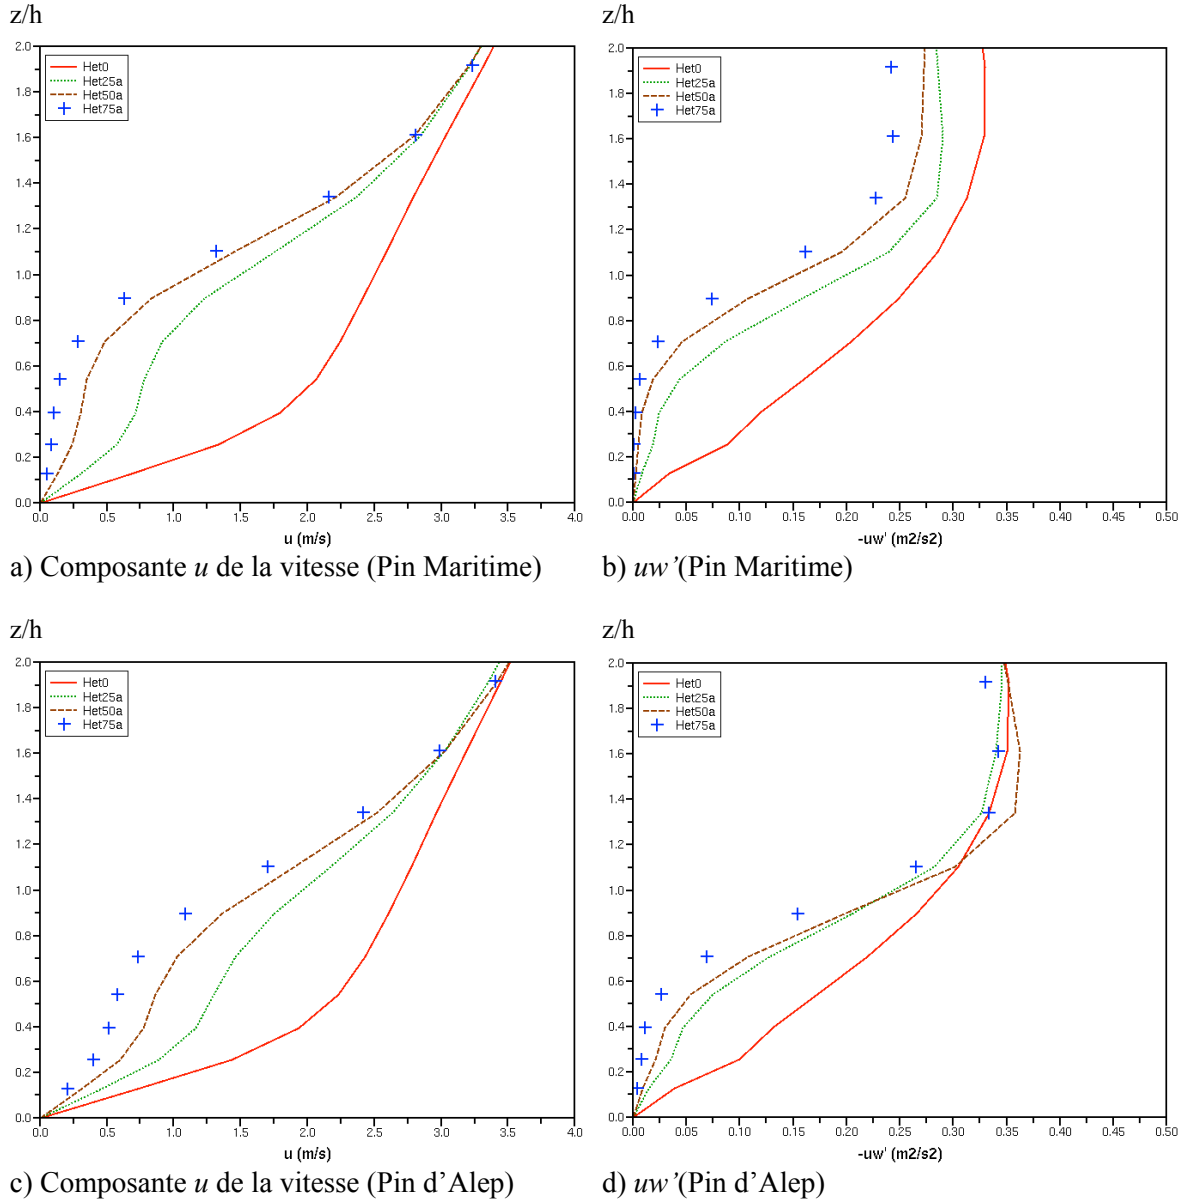 z/h
z/h
2.0
1.8
1.6
1.4
1.2
1.0
0.8
0.6
0.4
0.2
0.0
Het0
Het25a
Het50a
Het75a
0.0 0.5 1.0 1.5 2.0 2.5 3.0 3.5 4.0
u (m/s)
2.0
1.8
1.6
1.4
1.2
1.0
0.8
0.6
0.4
0.2
0.0
Het0
Het25a
Het50a
Het75a
0.00 0.05 0.10 0.15 0.20 0.25 0.30 0.35 0.40 0.45 0.50
-uw' (m2/s2)
a) Composante u de la vitesse (Pin Maritime)
b) uw’(Pin Maritime)
z/h
z/h
2.0
1.8
1.6
1.4
1.2
1.0
0.8
0.6
0.4
0.2
0.0
Het0
Het25a
Het50a
Het75a
0.0 0.5 1.0 1.5 2.0 2.5 3.0 3.5 4.0
u (m/s)
2.0
1.8
1.6
1.4
1.2
1.0
0.8
0.6
0.4
0.2
0.0
Het0
Het25a
Het50a
Het75a
0.00 0.05 0.10 0.15 0.20 0.25 0.30 0.35 0.40 0.45 0.50
-uw' (m2/s2)
c) Composante u de la vitesse (Pin d’Alep)
d) uw’(Pin d’Alep)